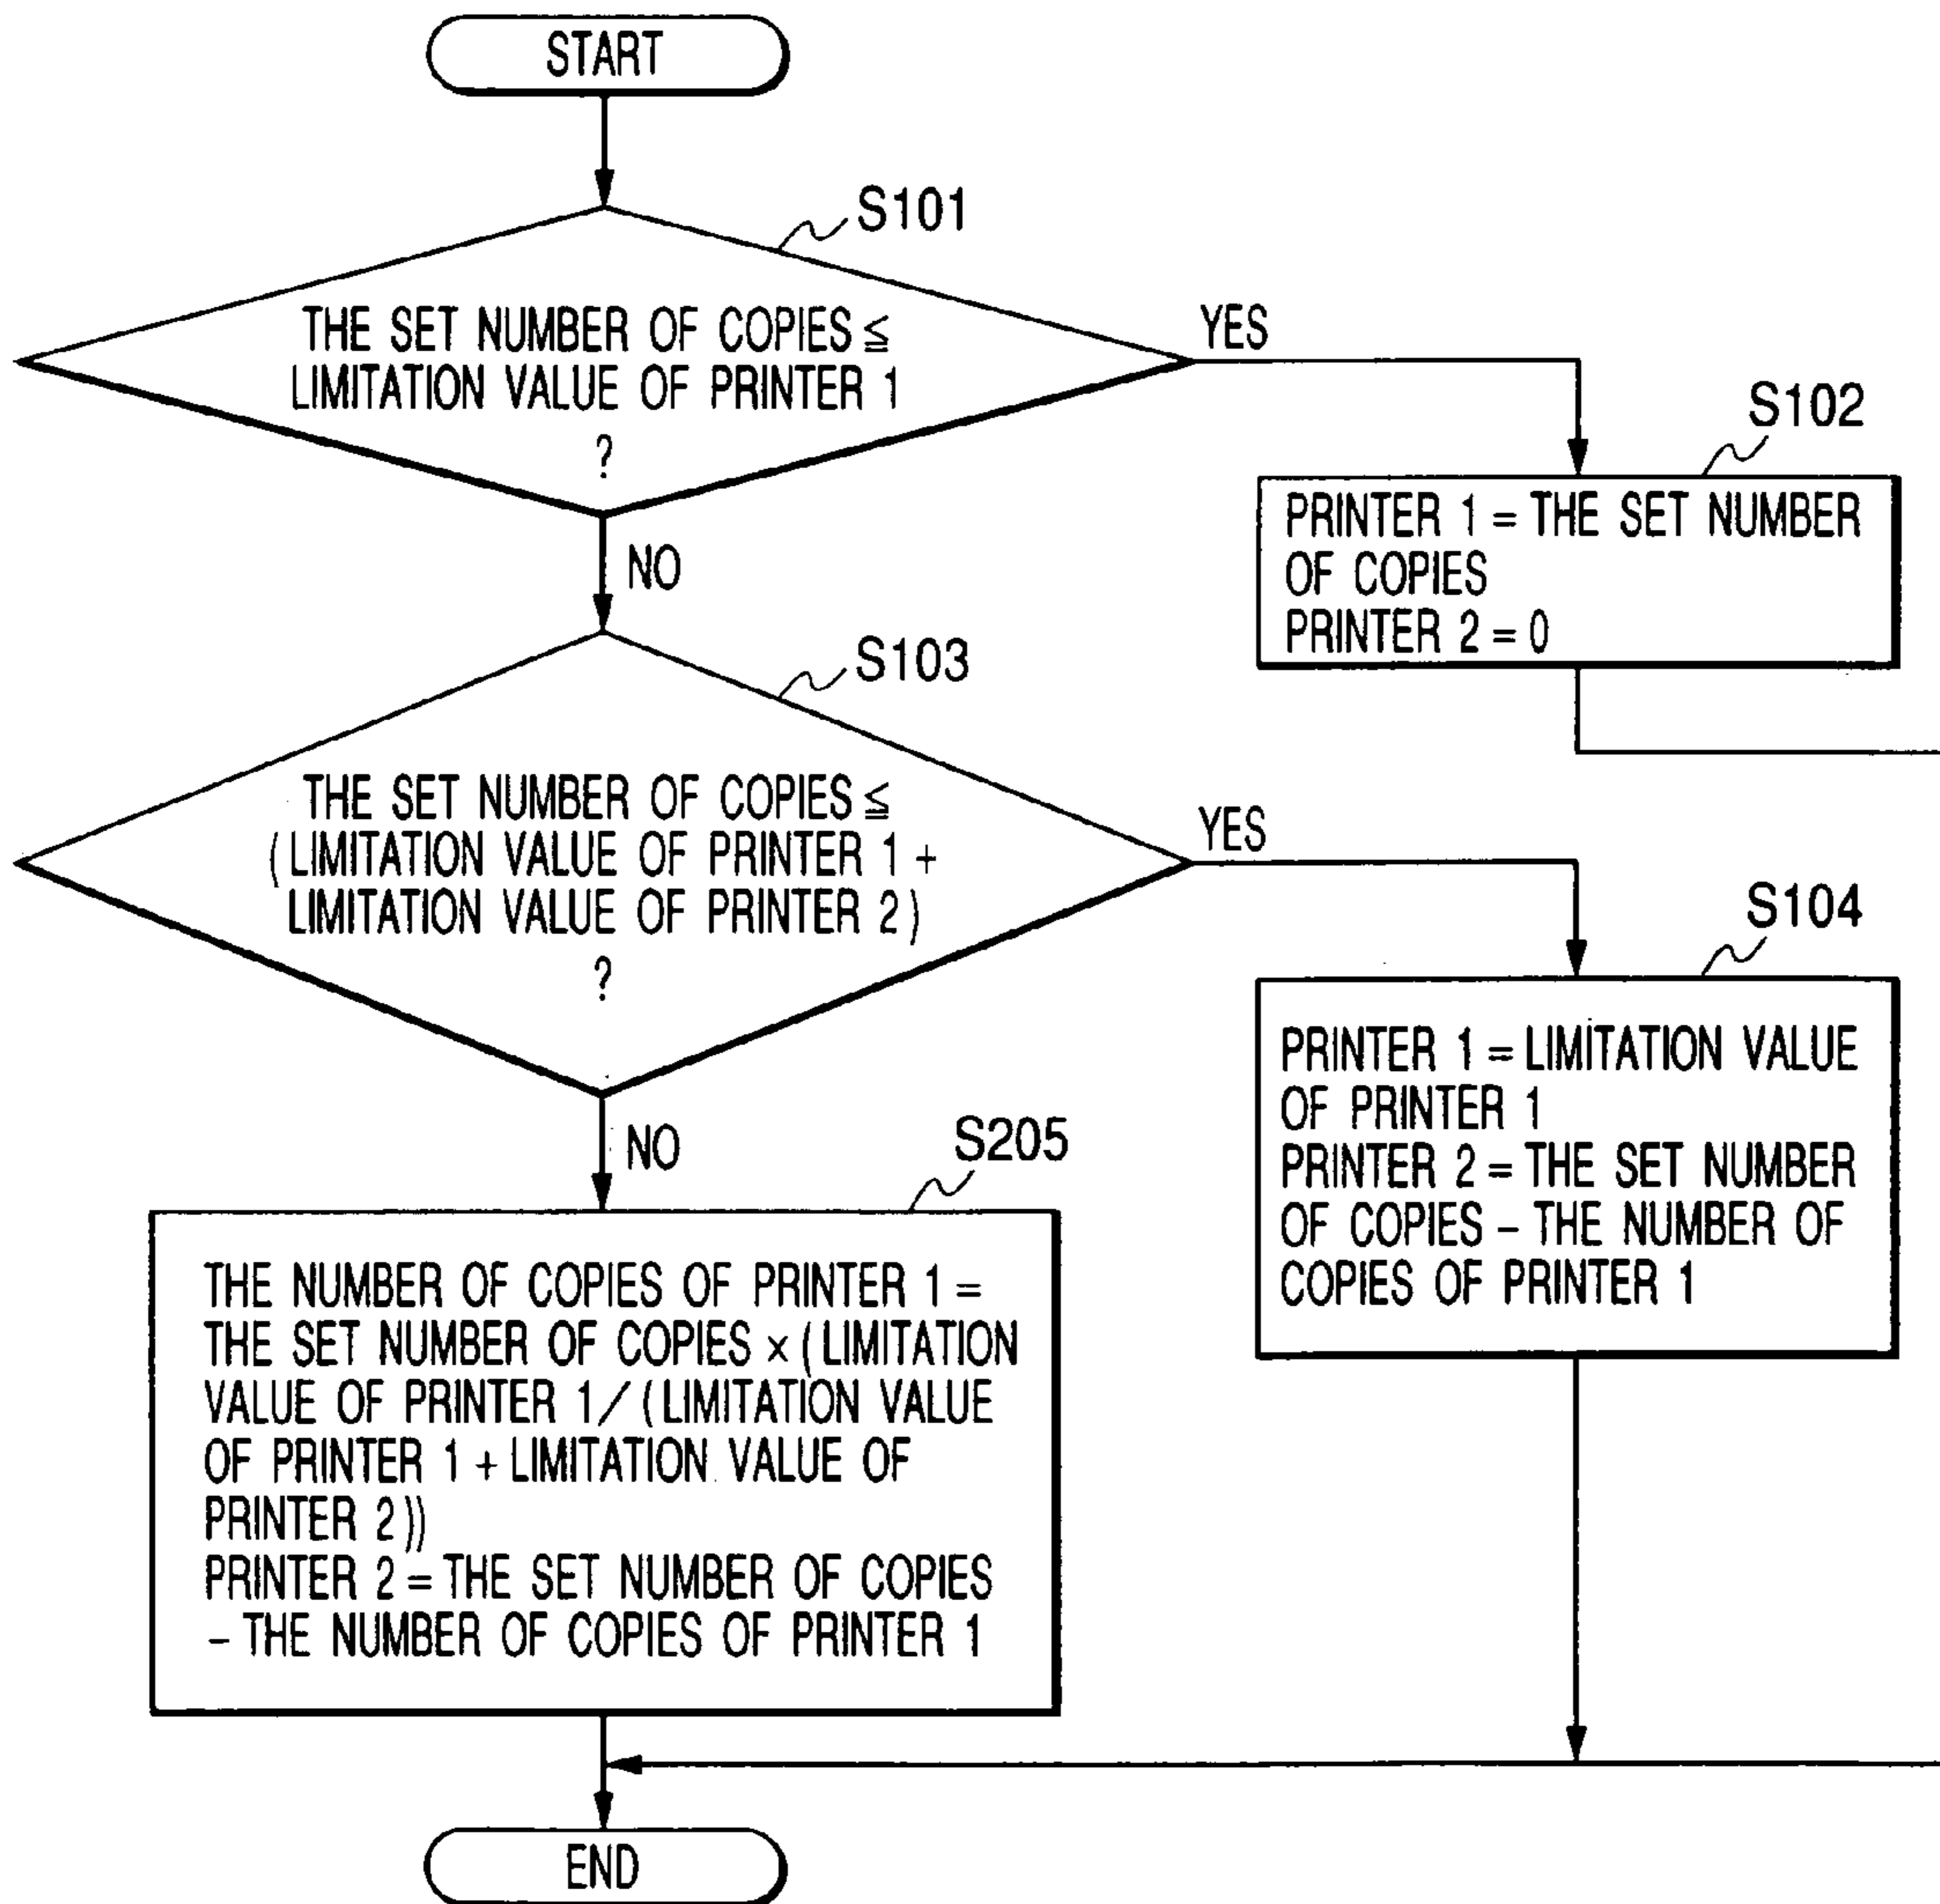 START
S101
THE SET NUMBER OF COPIES ≦
LIMITATION VALUE OF PRINTER 1
?
YES
S102
PRINTER 1 = THE SET NUMBER
OF COPIES
PRINTER 2 = 0
NO
S103
THE SET NUMBER OF COPIES ≦
(LIMITATION VALUE OF PRINTER 1 +
LIMITATION VALUE OF PRINTER 2)
?
YES
S104
PRINTER 1 = LIMITATION VALUE
OF PRINTER 1
PRINTER 2 = THE SET NUMBER
OF COPIES – THE NUMBER OF
COPIES OF PRINTER 1
NO
S205
THE NUMBER OF COPIES OF PRINTER 1 =
THE SET NUMBER OF COPIES × (LIMITATION
VALUE OF PRINTER 1/(LIMITATION VALUE
OF PRINTER 1 + LIMITATION VALUE OF
PRINTER 2))
PRINTER 2 = THE SET NUMBER OF COPIES
– THE NUMBER OF COPIES OF PRINTER 1
END